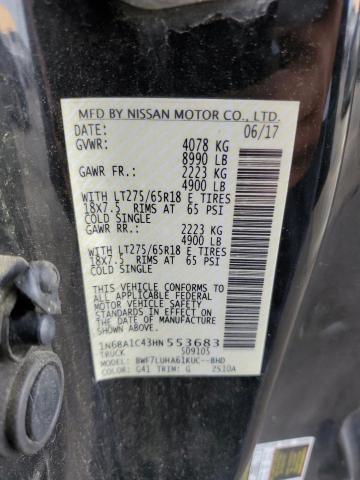 MFD BY NISSAN MOTOR CO., LTD.
DATE: 06/17
GVWR: 4078 KG
8990 LB
GAWR FR.: 2223 KG
4900 LB
WITH LT275/65R18 E TIRES
18X7.5 RIMS AT 65 PSI
COLD SINGLE
GAWR RR.: 2223 KG
4900 LB
WITH LT275/65R18 E TIRES
18X7.5 RIMS AT 65 PSI
COLD SINGLE
THIS VEHICLE CONFORMS TO
ALL APPLICABLE FEDERAL
MOTOR VEHICLE SAFETY
STANDARDS IN EFFECT ON
THE DATE OF MANUFACTURE
SHOWN ABOVE.
1N6BA1C43HN 553683
TRUCK 509105
MODEL: BWF7LUHA61KUC--BHD
COLOR: G41 TRIM: G 2510A